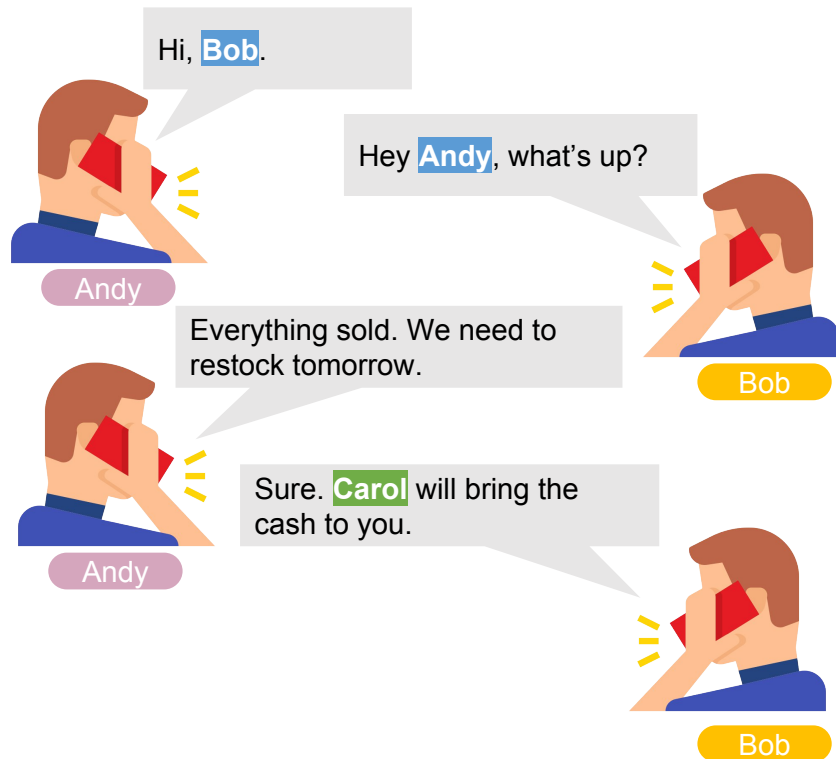 Hi, Bob.
Hey Andy, what’s up?
Andy
Everything sold. We need to
restock tomorrow.
Bob
Sure. Carol will bring the
cash to you.
Andy
Bob